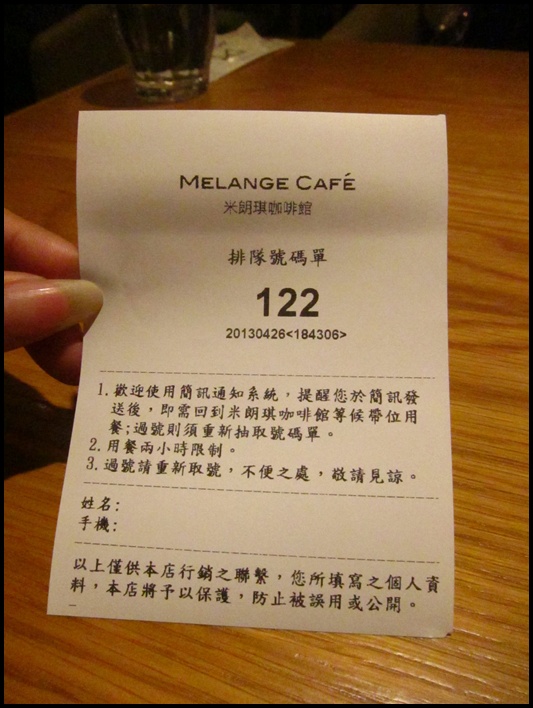 MELANGE CAFÉ
米朗琪咖啡館
排隊號碼單
122
20130426<184306>
1. 歡迎使用簡訊通知系統，提醒您於簡訊發
送後，即需回到米朗琪咖啡館等候帶位用
餐;過號則須重新抽取號碼單。
2. 用餐兩小時限制。
3. 過號請重新取號，不便之處，敬請見諒。
姓名:
手機:
以上僅供本店行銷之聯繫，您所填寫之個人資
料，本店將予以保護，防止被誤用或公開。